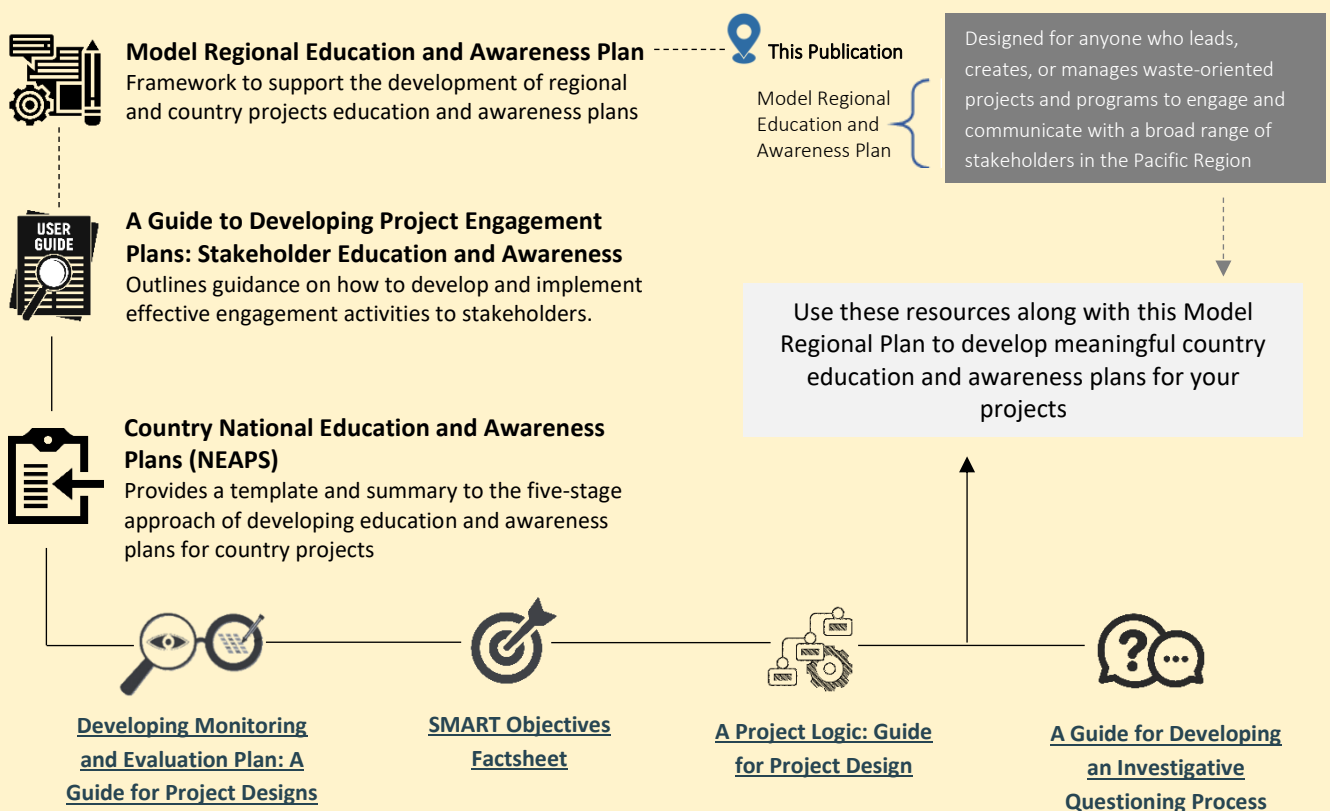 Model Regional Education and Awareness Plan
Framework to support the development of regional
and country projects education and awareness plans
This Publication
Model Regional
Education and
Awareness Plan
Designed for anyone who leads,
creates, or manages waste-oriented
projects and programs to engage and
communicate with a broad range of
stakeholders in the Pacific Region
USER
GUIDE
A Guide to Developing Project Engagement
Plans: Stakeholder Education and Awareness
Outlines guidance on how to develop and implement
effective engagement activities to stakeholders.
Use these resources along with this Model
Regional Plan to develop meaningful country
education and awareness plans for your
projects
Country National Education and Awareness
Plans (NEAPS)
Provides a template and summary to the five-stage
approach of developing education and awareness
plans for country projects
Developing Monitoring
and Evaluation Plan: A
Guide for Project Designs
SMART Objectives
Factsheet
A Project Logic: Guide
for Project Design
A Guide for Developing
an Investigative
Questioning Process